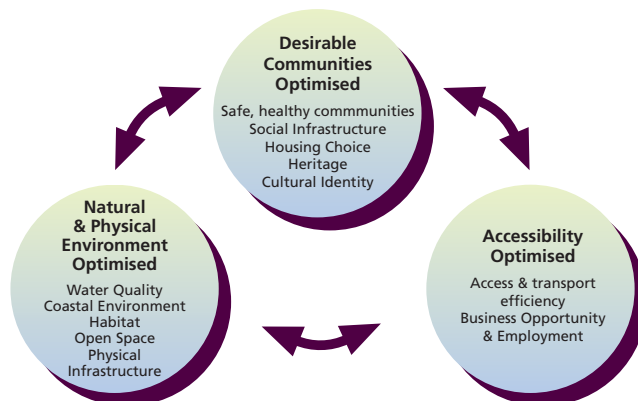 Desirable
Communities
Optimised
Safe, healthy commmunities
Social Infrastructure
Housing Choice
Heritage
Cultural Identity
Natural
& Physical
Environment
Optimised
Water Quality
Coastal Environment
Habitat
Open Space
Physical
Infrastructure
Accessibility
Optimised
Access & transport
efficiency
Business Opportunity
& Employment